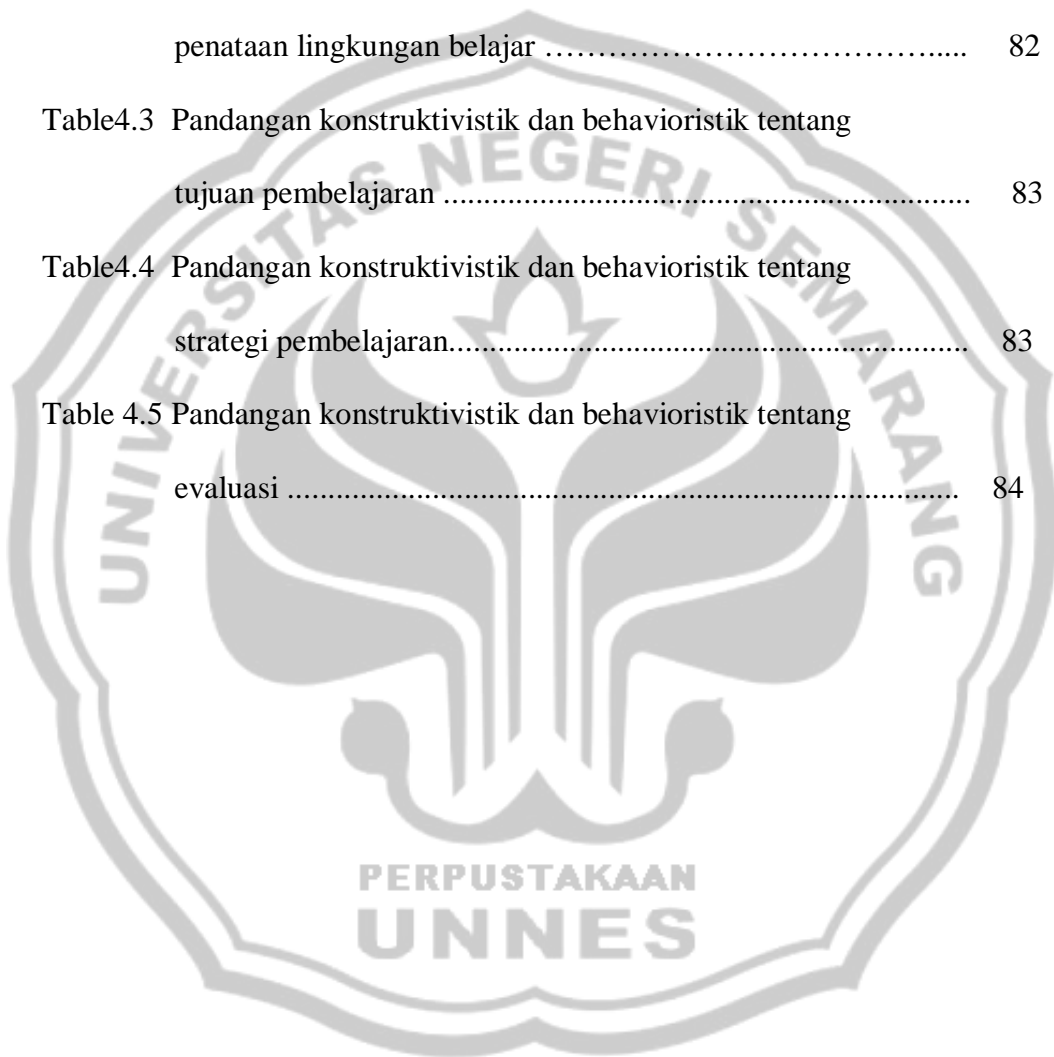 penataan lingkungan belajar ……………………………….... 82
Table4.3 Pandangan konstruktivistik dan behavioristik tentang
tujuan pembelajaran ................................................................. 83
Table4.4 Pandangan konstruktivistik dan behavioristik tentang
strategi pembelajaran................................................................ 83
Table 4.5 Pandangan konstruktivistik dan behavioristik tentang
evaluasi ................................................................................... 84
UNIVERSITAS NEGERI SEMARANG
PERPUSTAKAAN
UNNES